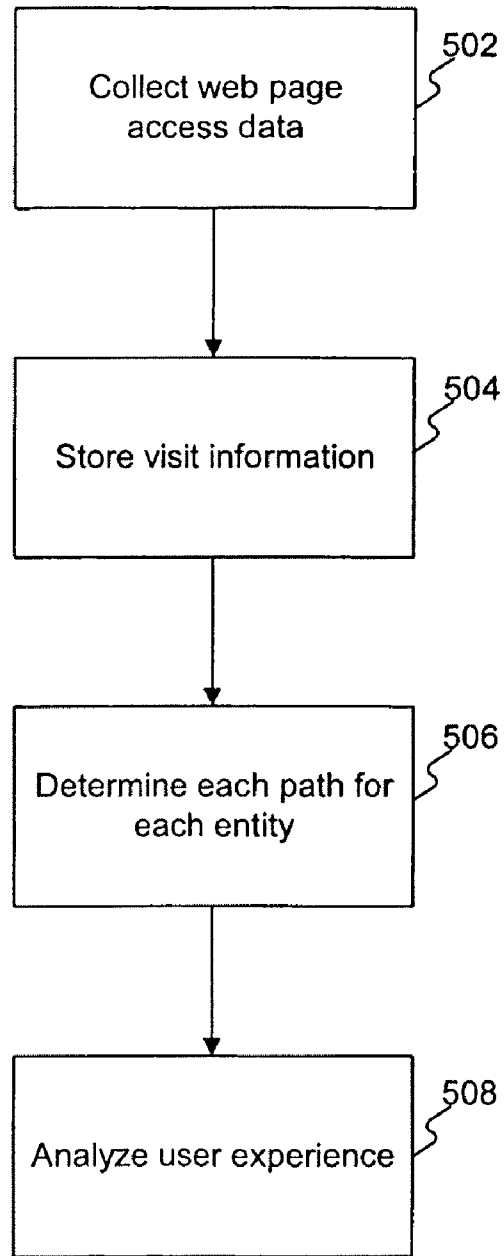 502
Collect web page
access data
504
Store visit information
506
Determine each path for
each entity
508
Analyze user experience